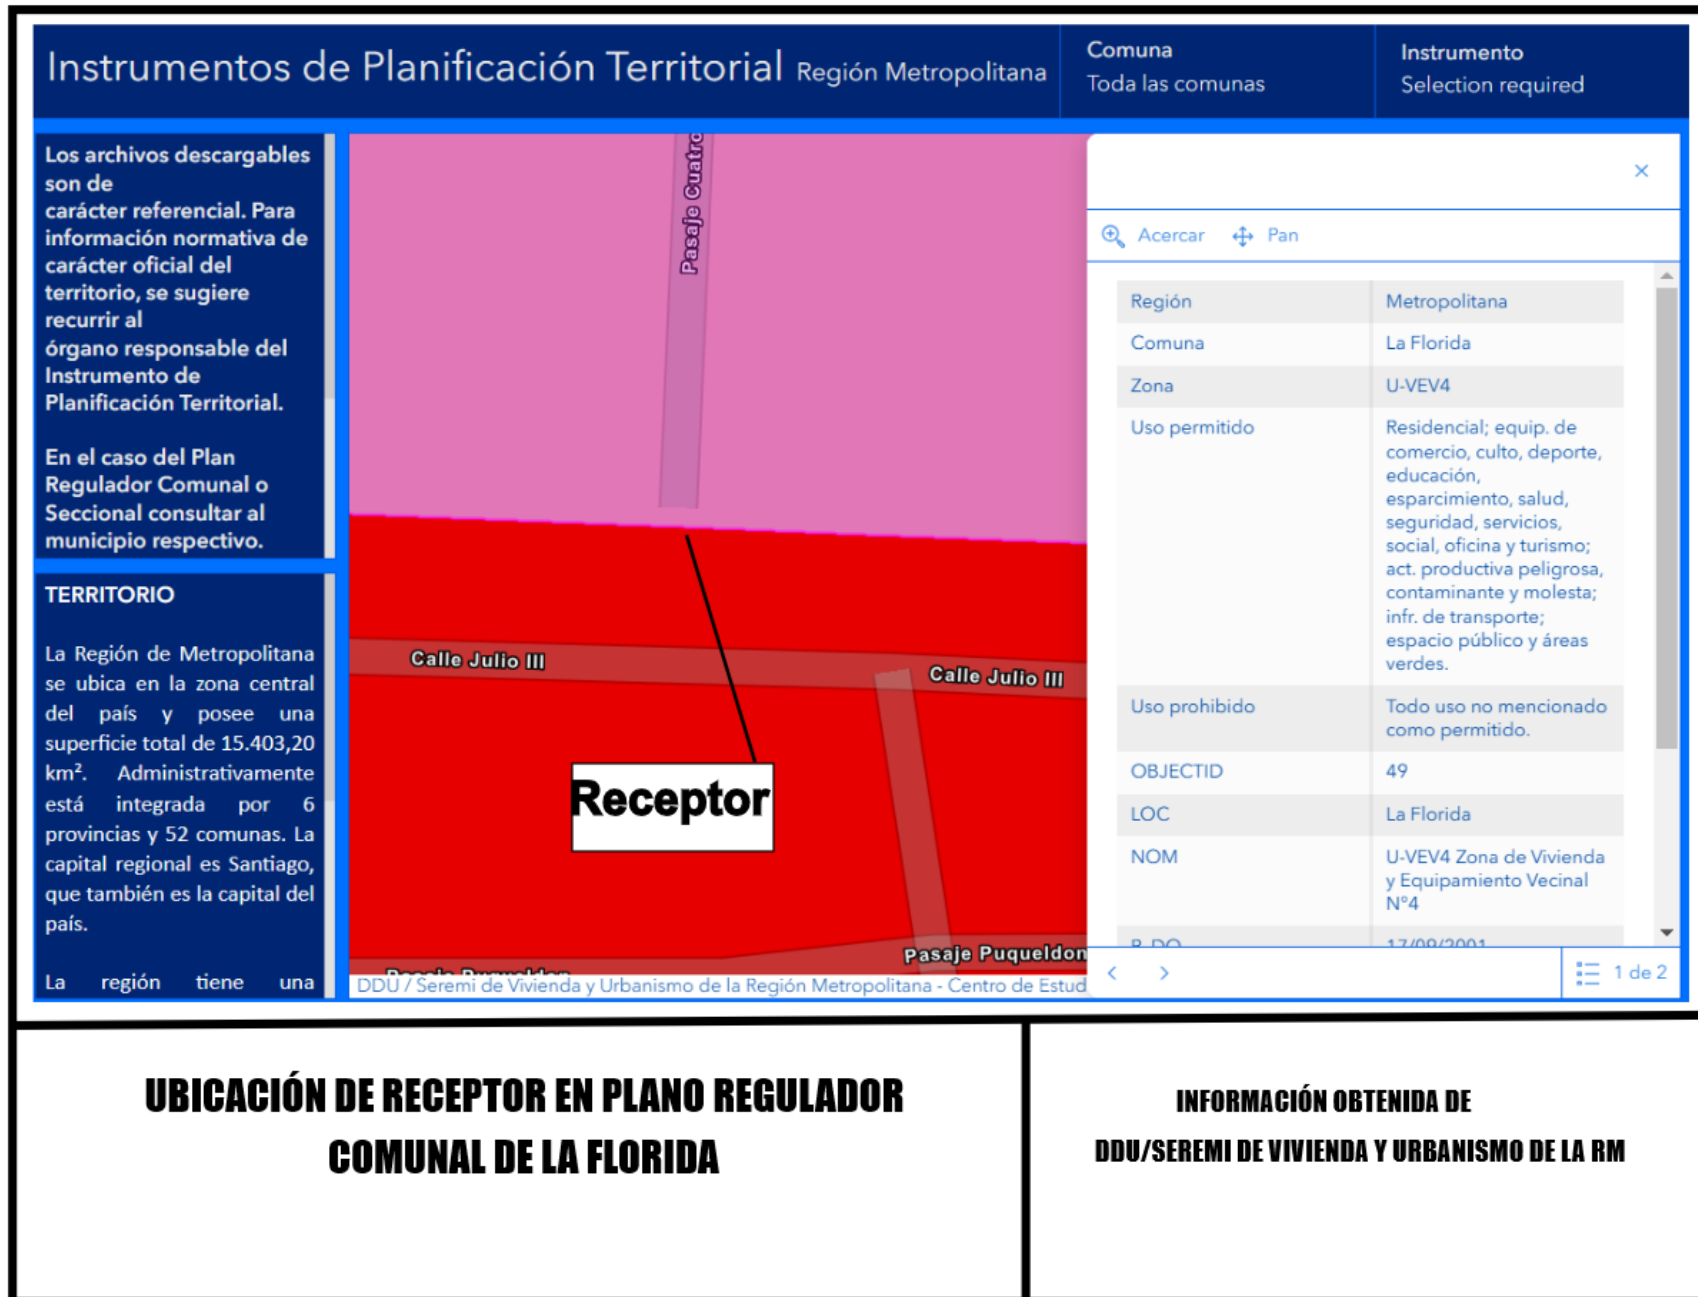 Instrumentos de Planificación Territorial Región Metropolitana
Comuna
Toda las comunas
Instrumento
Selection required
Los archivos descargables
son de
carácter referencial. Para
información normativa de
carácter oficial del
territorio, se sugiere
recurrir al
órgano responsable del
Instrumento de
Planificación Territorial.
En el caso del Plan
Regulador Comunal o
Seccional consultar al
municipio respectivo.
TERRITORIO
La Región de Metropolitana
se ubica en la zona central
del país y posee una
superficie total de 15.403,20
km². Administrativamente
está integrada por 6
provincias y 52 comunas. La
capital regional es Santiago,
que también es la capital del
país.
La región tiene una
Pasaje Cuatro
Calle Julio III
Calle Julio III
Receptor
Pasaje Puqueldon
Pasaje Puqueldon
DDU / Seremi de Vivienda y Urbanismo de la Región Metropolitana - Centro de Estud
Acercar Pan
Región Metropolitana
Comuna La Florida
Zona U-VEV4
Uso permitido Residencial; equip. de
comercio, culto, deporte,
educación,
esparcimiento, salud,
seguridad, servicios,
social, oficina y turismo;
act. productiva peligrosa,
contaminante y molesta;
infr. de transporte;
espacio público y áreas
verdes.
Uso prohibido Todo uso no mencionado
como permitido.
OBJECTID 49
LOC La Florida
NOM U-VEV4 Zona de Vivienda
y Equipamiento Vecinal
N°4
R_DO 17/09/2001
1 de 2
UBICACIÓN DE RECEPTOR EN PLANO REGULADOR
COMUNAL DE LA FLORIDA
INFORMACIÓN OBTENIDA DE
DDU/SEREMI DE VIVIENDA Y URBANISMO DE LA RM